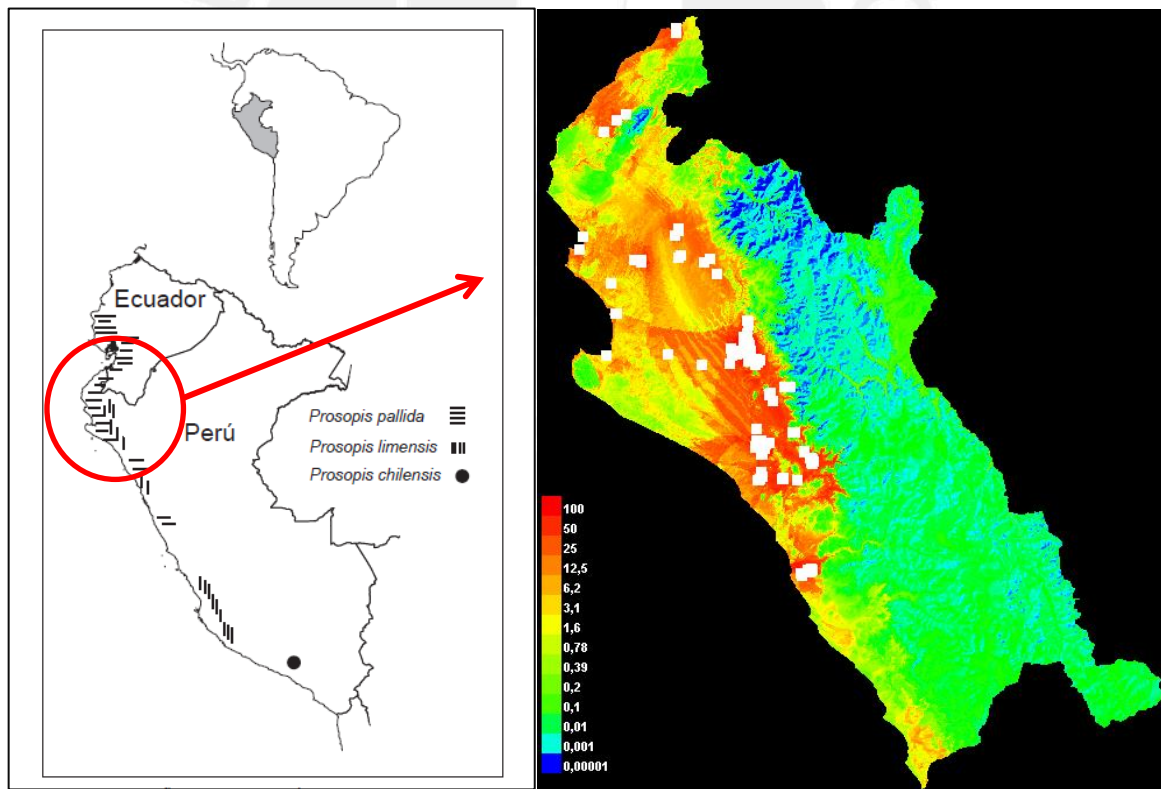 Ecuador
Perú
Prosopis pallida
Prosopis limensis
Prosopis chilensis
100
50
25
12,5
6,2
3,1
1,6
0,78
0,39
0,2
0,1
0,01
0,001
0,00001